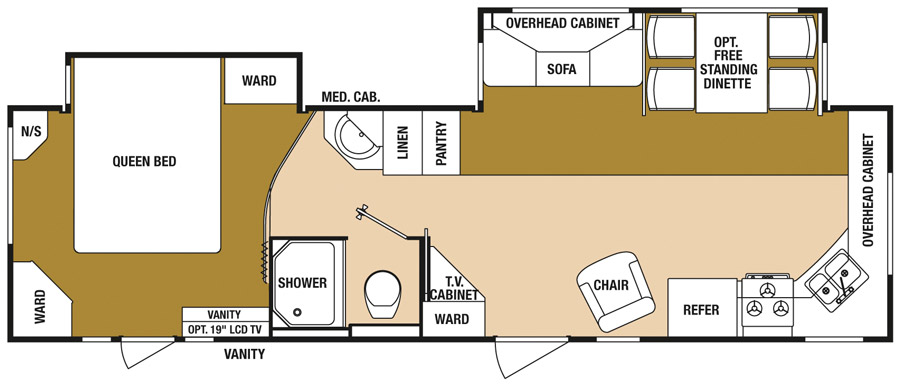 OVERHEAD CABINET
SOFA
OPT.
FREE
STANDING
DINETTE
WARD
MED. CAB.
N/S
QUEEN BED
LINEN
PANTRY
OVERHEAD CABINET
SHOWER
T.V.
CABINET
CHAIR
REFER
WARD
WARD
VANITY
OPT. 19" LCD TV
VANITY